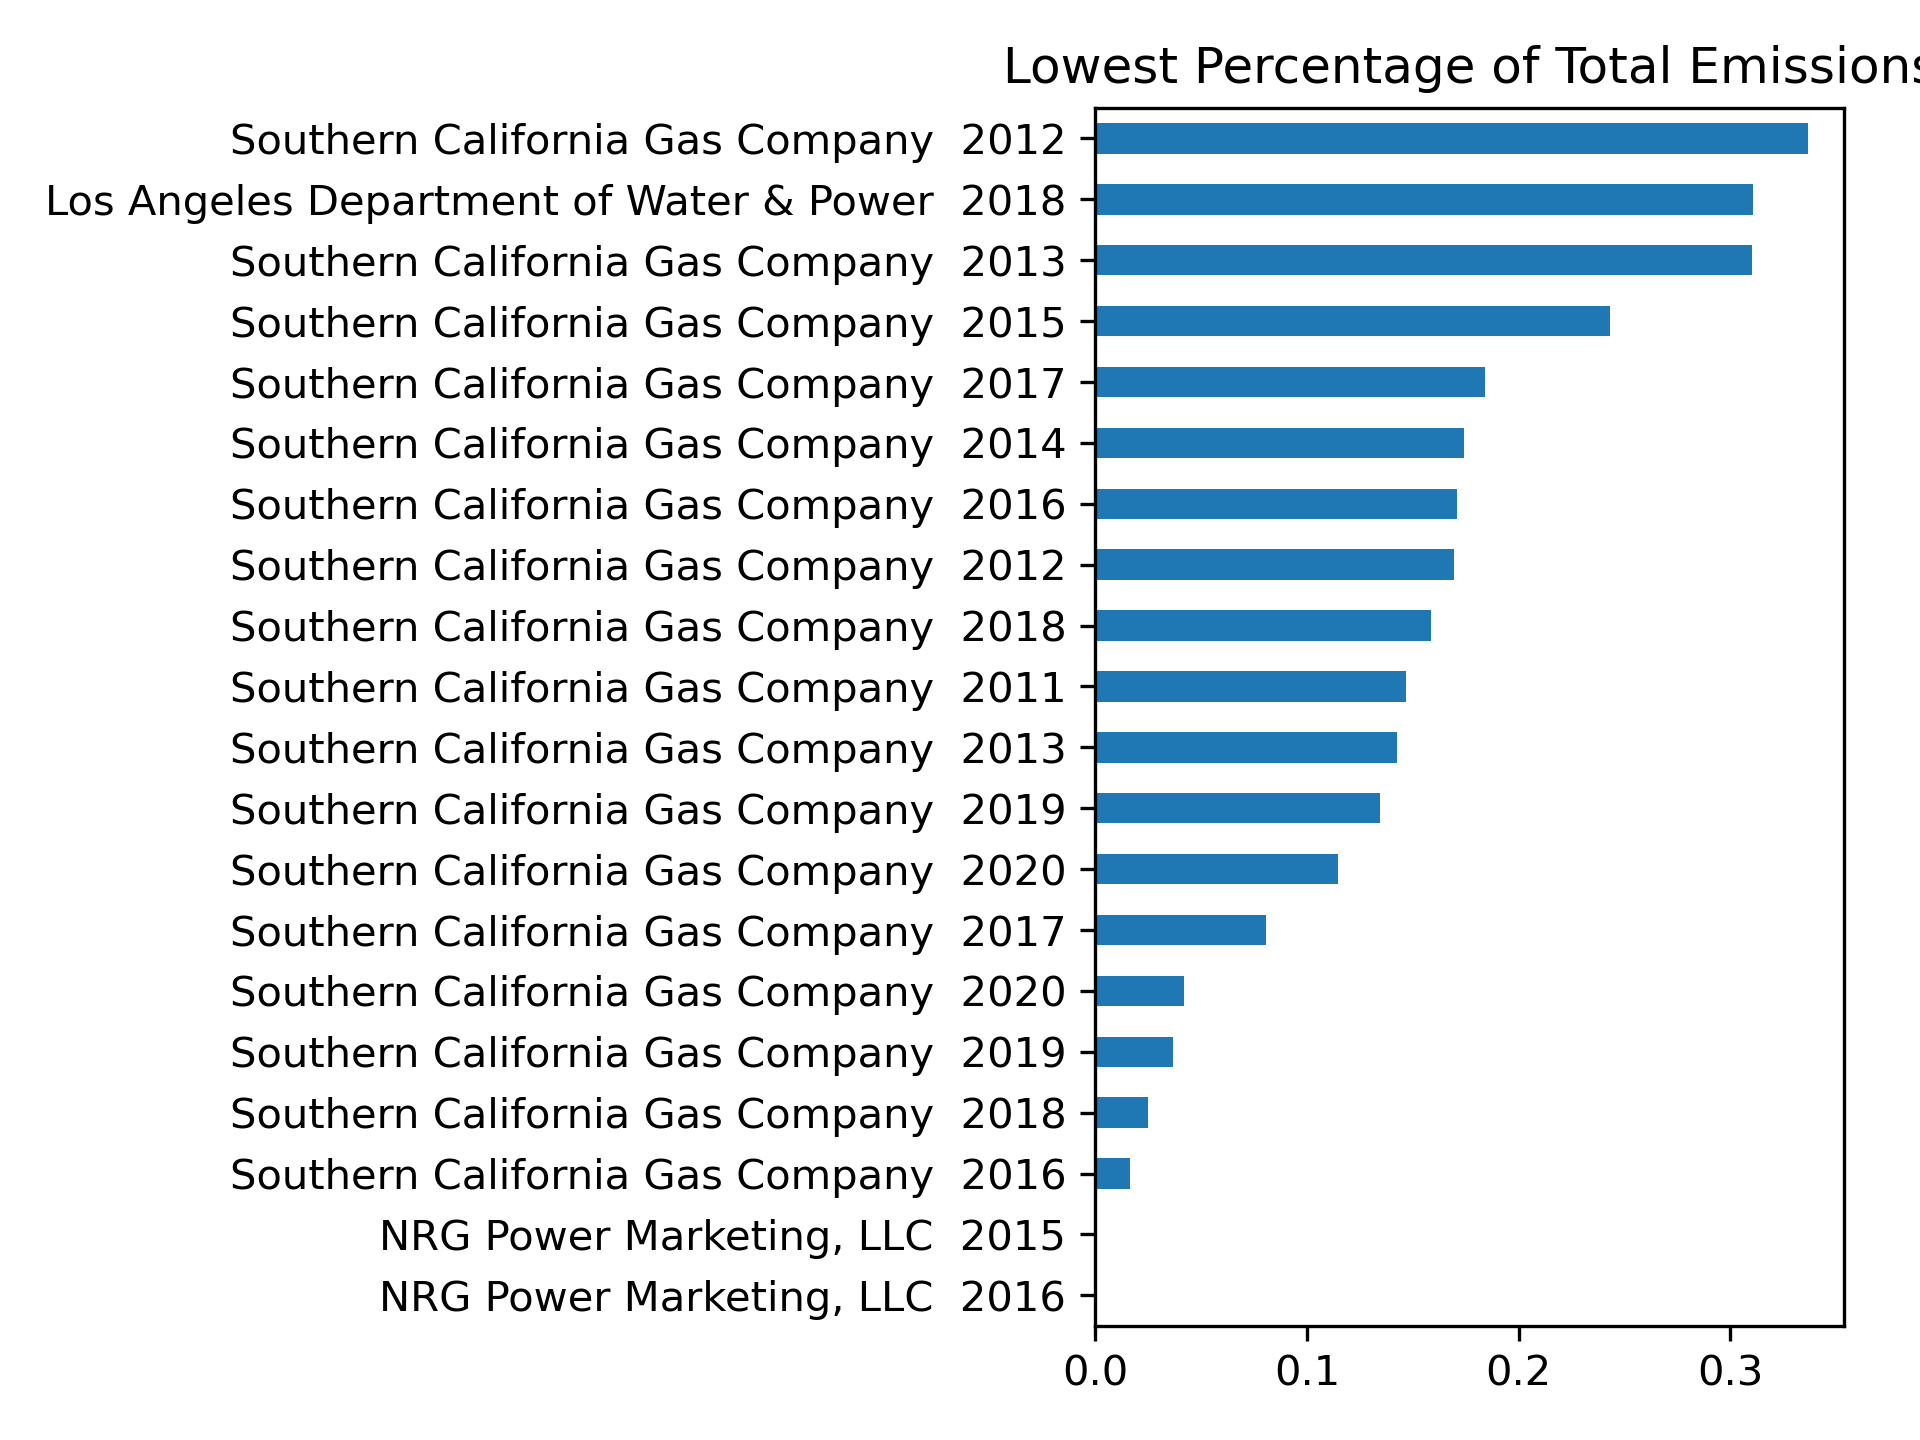 Lowest Percentage of Total Emissions
Southern California Gas Company 2012
Los Angeles Department of Water & Power 2018
Southern California Gas Company 2013
Southern California Gas Company 2015
Southern California Gas Company 2017
Southern California Gas Company 2014
Southern California Gas Company 2016
Southern California Gas Company 2012
Southern California Gas Company 2018
Southern California Gas Company 2011
Southern California Gas Company 2013
Southern California Gas Company 2019
Southern California Gas Company 2020
Southern California Gas Company 2017
Southern California Gas Company 2020
Southern California Gas Company 2019
Southern California Gas Company 2018
Southern California Gas Company 2016
NRG Power Marketing, LLC 2015
NRG Power Marketing, LLC 2016
0.0 0.1 0.2 0.3